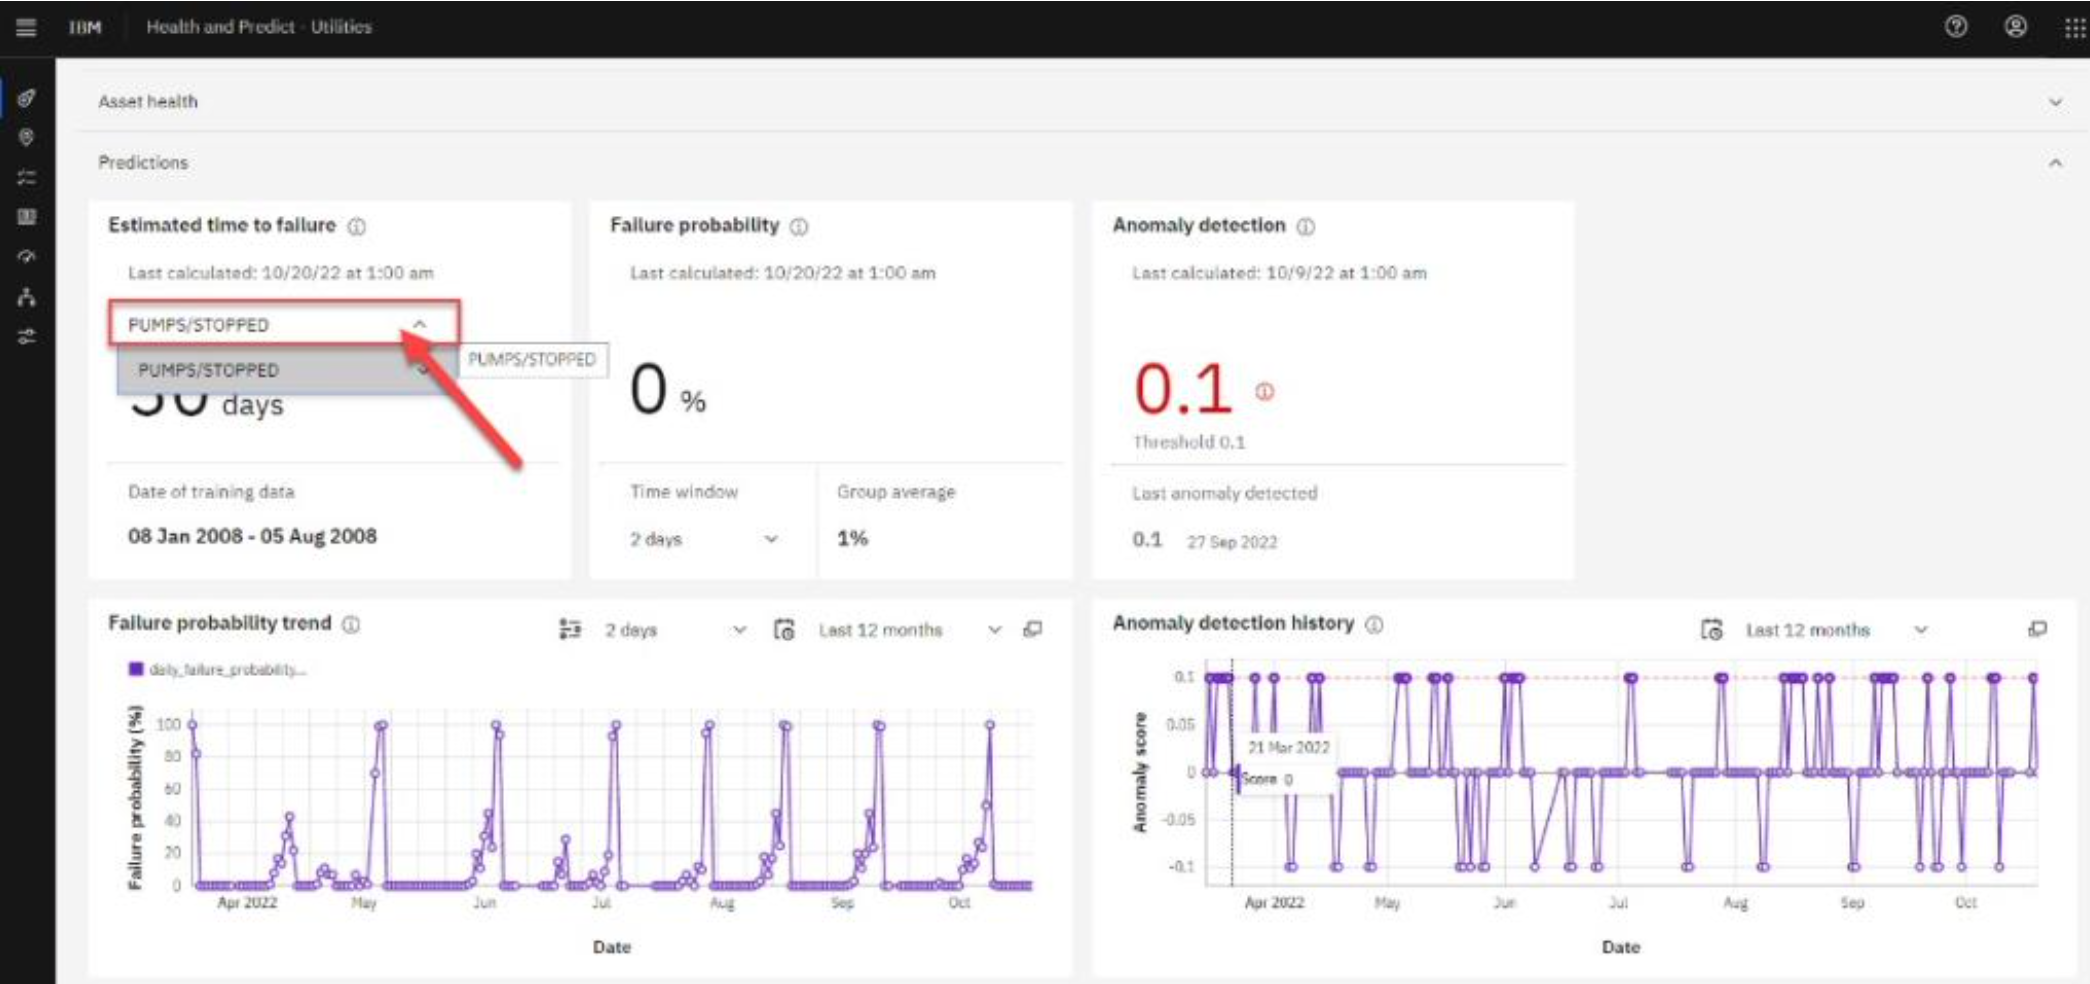 IBM Health and Predict - Utilities
Asset health
Predictions
Estimated time to failure
Last calculated: 10/20/22 at 1:00 am
PUMPS/STOPPED
PUMPS/STOPPED
PUMPS/STOPPED
days
Date of training data
08 Jan 2008 - 05 Aug 2008
Failure probability
Last calculated: 10/20/22 at 1:00 am
0 %
Time window
2 days
Group average
1%
Anomaly detection
Last calculated: 10/9/22 at 1:00 am
0.1
Threshold 0.1
Last anomaly detected
0.1 27 Sep 2022
Failure probability trend
2 days
Last 12 months
daily_failure_probability...
Failure probability (%)
100
80
60
40
20
0
Apr 2022 May Jun Jul Aug Sep Oct
Date
Anomaly detection history
Last 12 months
Anomaly score
0.1
0.05
0
-0.05
-0.1
21 Mar 2022
Score 0
Apr 2022 May Jun Jul Aug Sep Oct
Date